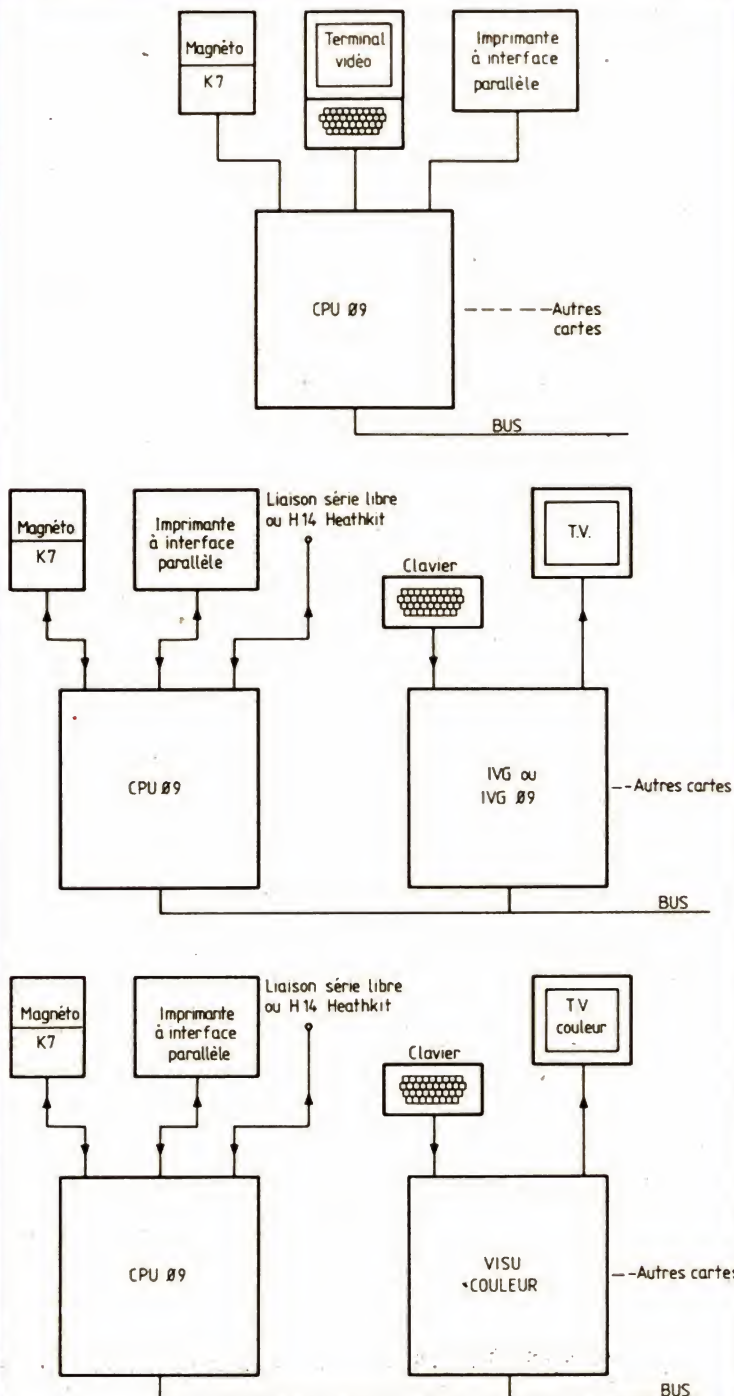 Magnéto
K7
Terminal
vidéo
Imprimante
à interface
parallèle
CPU Ø9
Autres
cartes
BUS
Magnéto
K7
Imprimante
à interface
parallèle
Liaison série libre
ou H14 Heathkit
Clavier
T.V.
CPU Ø9
IVG ou
IVG Ø9
Autres cartes
BUS
Magnéto
K7
Imprimante
à interface
parallèle
Liaison série libre
ou H14 Heathkit
Clavier
TV
couleur
CPU Ø9
VISU
COULEUR
Autres cartes
BUS